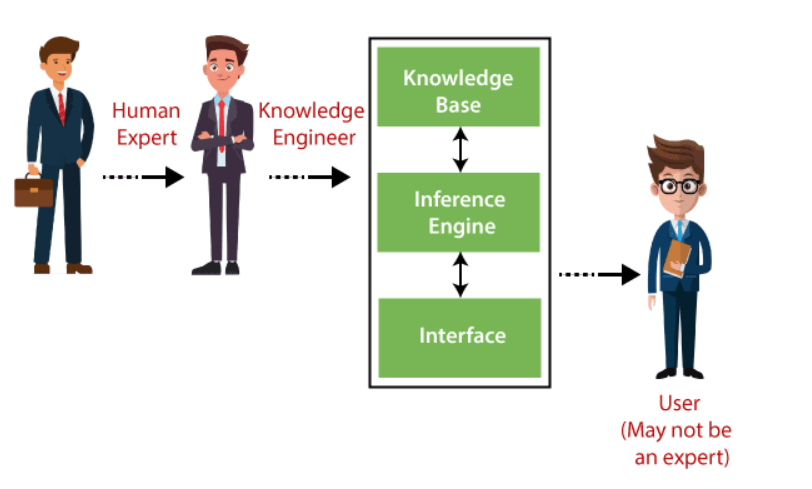 Human
Expert
Knowledge
Engineer
Knowledge
Base
Inference
Engine
Interface
User
(May not be
an expert)